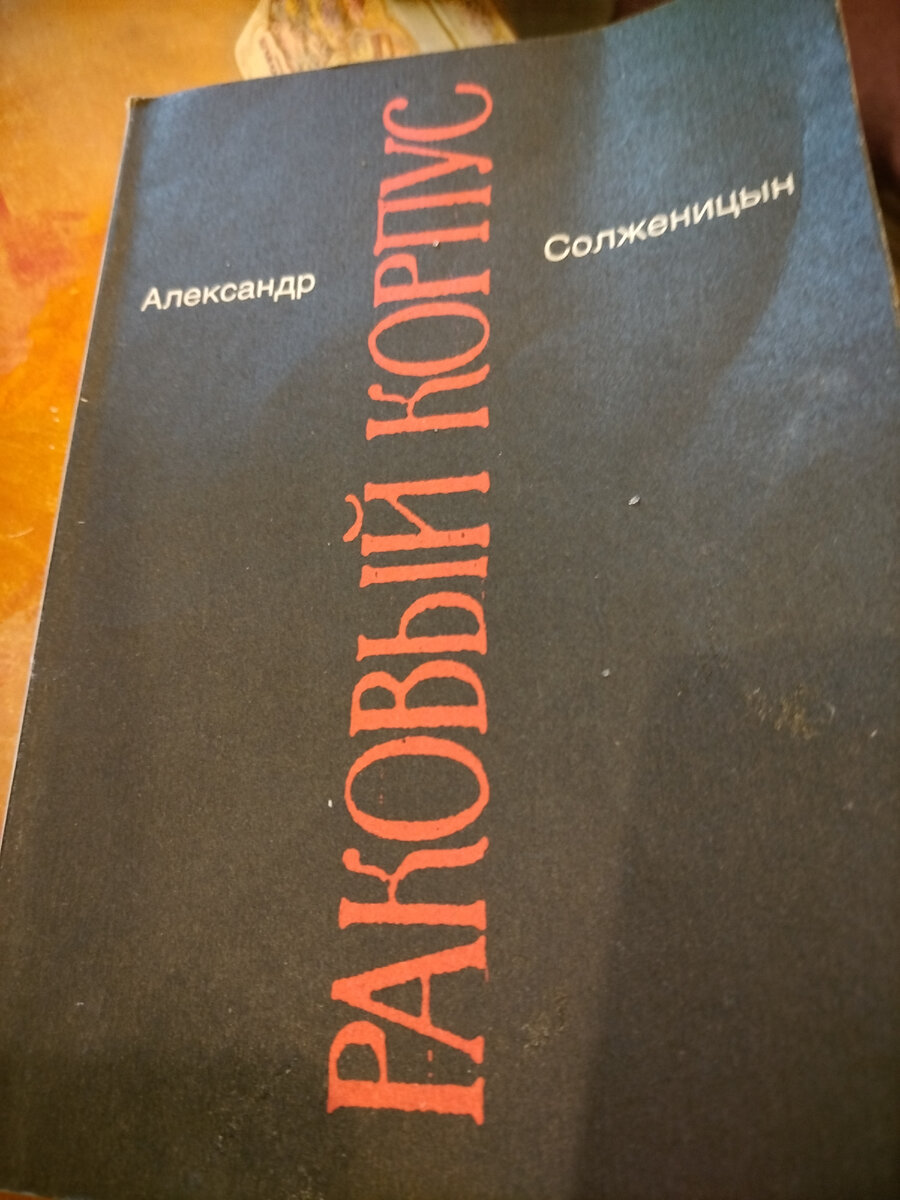 Александр
РАКОВЫЙ КОРПУС
Солженицын